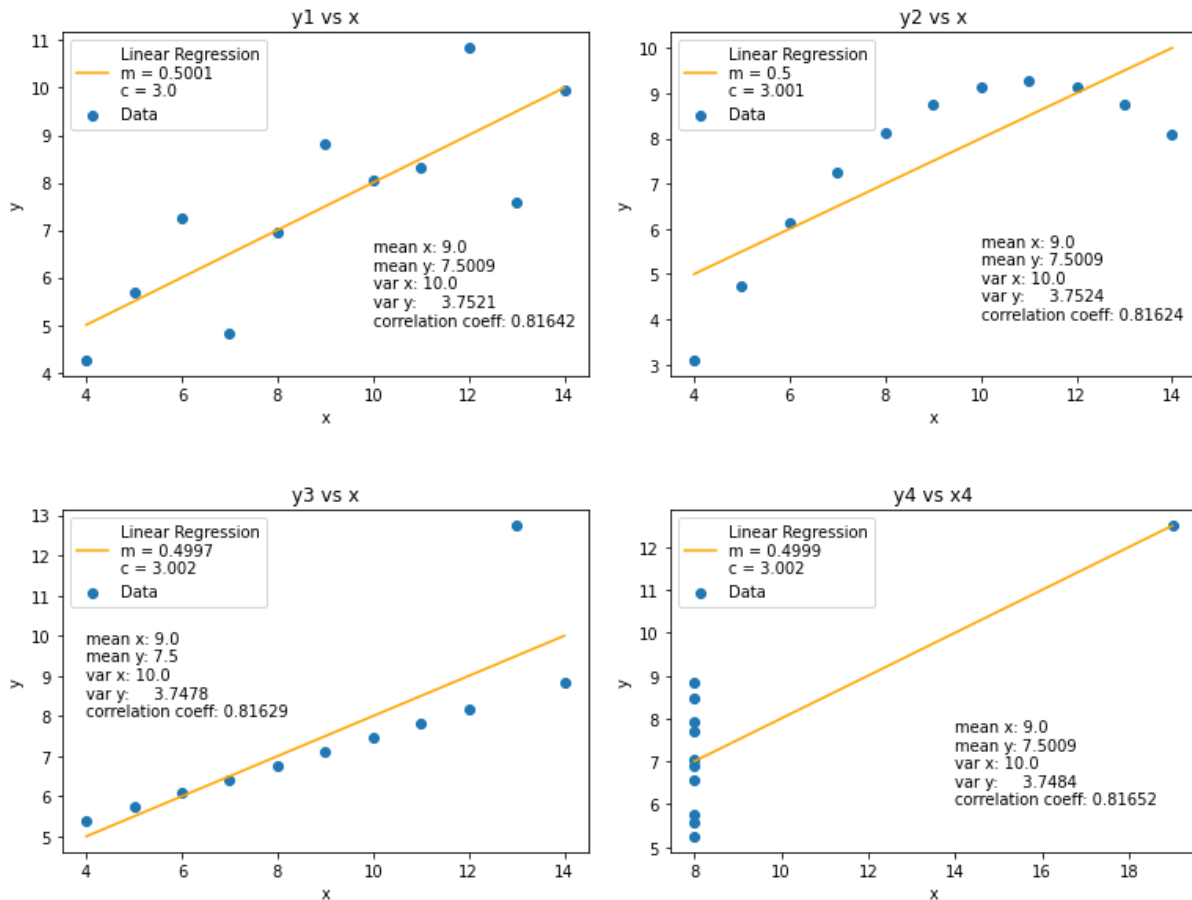 y1 vs x
Linear Regression
m = 0.5001
c = 3.0
Data
mean x: 9.0
mean y: 7.5009
var x: 10.0
var y: 3.7521
correlation coeff: 0.81642
11
10
9
8
7
6
5
4
y
4 6 8 10 12 14
x
y2 vs x
Linear Regression
m = 0.5
c = 3.001
Data
mean x: 9.0
mean y: 7.5009
var x: 10.0
var y: 3.7524
correlation coeff: 0.81624
10
9
8
7
6
5
4
3
y
4 6 8 10 12 14
x
y3 vs x
Linear Regression
m = 0.4997
c = 3.002
Data
mean x: 9.0
mean y: 7.5
var x: 10.0
var y: 3.7478
correlation coeff: 0.81629
13
12
11
10
9
8
7
6
5
y
4 6 8 10 12 14
x
y4 vs x4
Linear Regression
m = 0.4999
c = 3.002
Data
mean x: 9.0
mean y: 7.5009
var x: 10.0
var y: 3.7484
correlation coeff: 0.81652
12
11
10
9
8
7
6
5
y
8 10 12 14 16 18
x